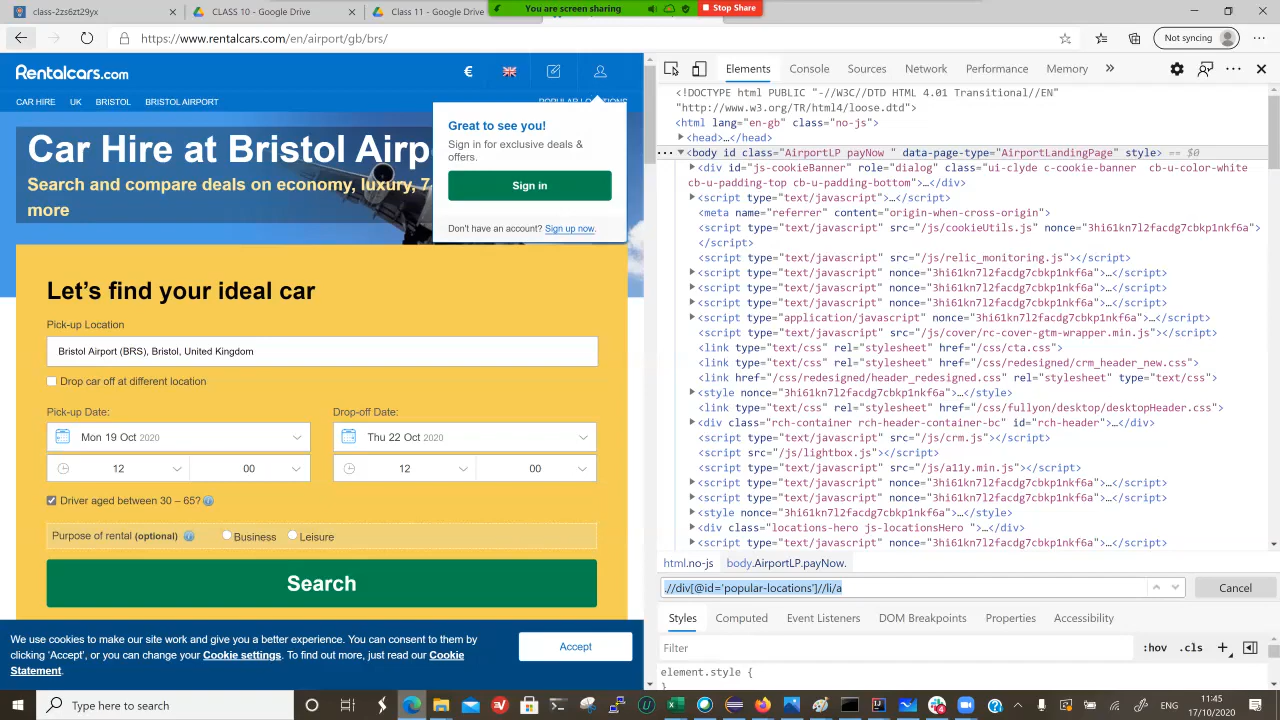 class-2zs6zt29s3
CLASS 10 - Google Drive
Class 11 - Google Drive
You are screen sharing
Stop Share
https://www.rentalcars.com/en/airport/gb/brs/
Not syncing
Rentalcars.com
€
CAR HIRE UK BRISTOL BRISTOL AIRPORT
Car Hire at Bristol Airp
Search and compare deals on economy, luxury, 7
more
Great to see you!
Sign in for exclusive deals &
offers.
Sign in
Don't have an account? Sign up now.
Let's find your ideal car
Pick-up Location
Bristol Airport (BRS), Bristol, United Kingdom
Drop car off at different location
Pick-up Date: Drop-off Date:
Mon 19 Oct 2020 Thu 22 Oct 2020
12 00 12 00
Driver aged between 30 – 65?
Purpose of rental (optional) Business Leisure
Search
We use cookies to make our site work and give you a better experience. You can consent to them by
clicking 'Accept', or you can change your Cookie settings. To find out more, just read our Cookie
Statement.
Accept
Elements Console Sources Network Performance Memory
<!DOCTYPE html PUBLIC "-//W3C//DTD HTML 4.01 Transitional//EN"
"http://www.w3.org/TR/html4/loose.dtd">
<html lang="en-gb" class="no-js">
<head>…</head>
<body id class="AirportLP payNow " data-page-type="AirportLandingPage" style> == $0
<div id="js-cookieBanner" role="dialog" class="ui-clyde c-cookie-banner cb-u-color-white
cb-u-padding-top cb-u-padding-bottom">…</div>
<script type="text/javascript">…</script>
<meta name="referrer" content="origin-when-cross-origin">
<script type="text/javascript" src="/js/cookieUtils.js" nonce="3hi61kn7l2facdg7cbkp1nkf6a">
</script>
<script type="text/javascript" src="/js/relic_monitoring.js"></script>
<script type="text/javascript" nonce="3hi61kn7l2facdg7cbkp1nkf6a">…</script>
<script type="text/javascript" nonce="3hi61kn7l2facdg7cbkp1nkf6a">…</script>
<script type="text/javascript" nonce="3hi61kn7l2facdg7cbkp1nkf6a">…</script>
<script type="application/javascript" nonce="3hi61kn7l2facdg7cbkp1nkf6a">…</script>
<script type="text/javascript" src="/js/cover/rc-cover-gtm-wrapper.min.js"></script>
<link type="text/css" rel="stylesheet" href="/css/cta.css">
<link type="text/css" rel="stylesheet" href="/css/redesigned/crm_header_new.css">
<link href="/css/redesigned/header_redesigned.css" rel="stylesheet" type="text/css">
<style nonce="3hi61kn7l2facdg7cbkp1nkf6a">…</style>
<link type="text/css" rel="stylesheet" href="/css/fullyon/desktop/desktopHeader.css">
<div class="rch-header rch-header-container-bc" id="rch-header">…</div>
<script type="text/javascript" src="/js/crm.js"></script>
<script type="text/javascript" src="/js/lightbox.js"></script>
<script type="text/javascript" src="/js/a11y.min.js"></script>
<script type="text/javascript" nonce="3hi61kn7l2facdg7cbkp1nkf6a">…</script>
<script type="text/javascript" nonce="3hi61kn7l2facdg7cbkp1nkf6a">…</script>
<style nonce="3hi61kn7l2facdg7cbkp1nkf6a">…</style>
<div class="locations-hero js-locationsHero ">…</div>
<script type="text/javascript" nonce="3hi61kn7l2facdg7cbkp1nkf6a">…</script>
html.no-js body.AirportLP.payNow.
.//div[@id='popular-locations']//li/a
Cancel
Styles Computed Event Listeners DOM Breakpoints Properties Accessibility
Filter :hov .cls
element.style {
}
Type here to search
11:45
17/10/2020